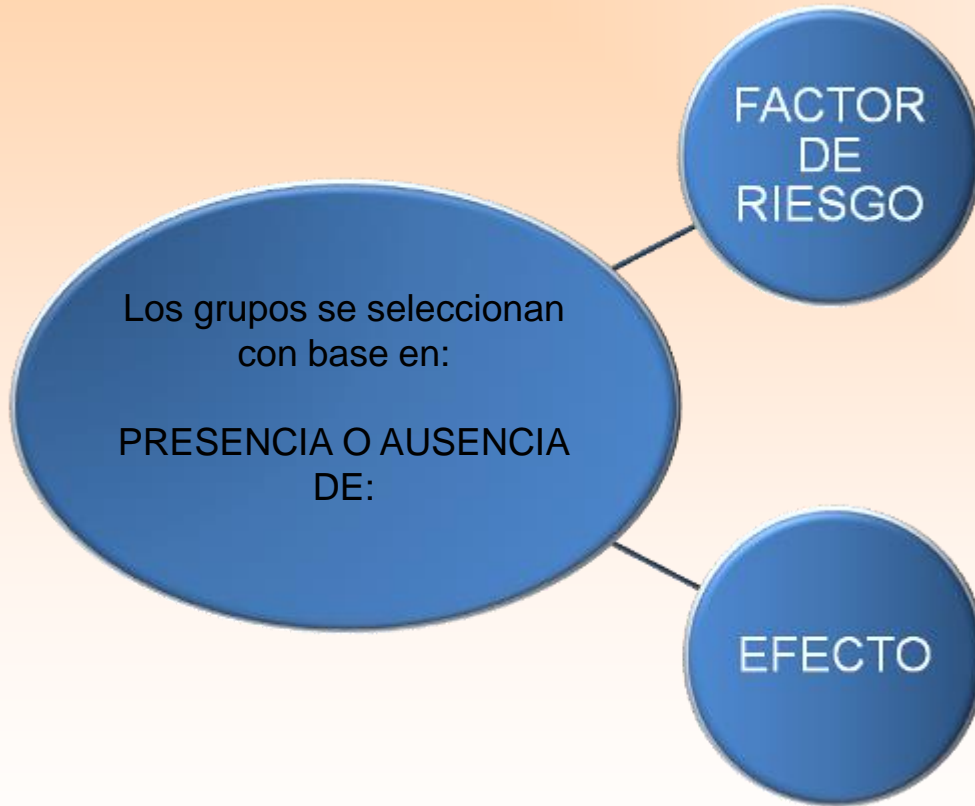 Los grupos se seleccionan
con base en:
PRESENCIA O AUSENCIA
DE:
FACTOR
DE
RIESGO
EFECTO